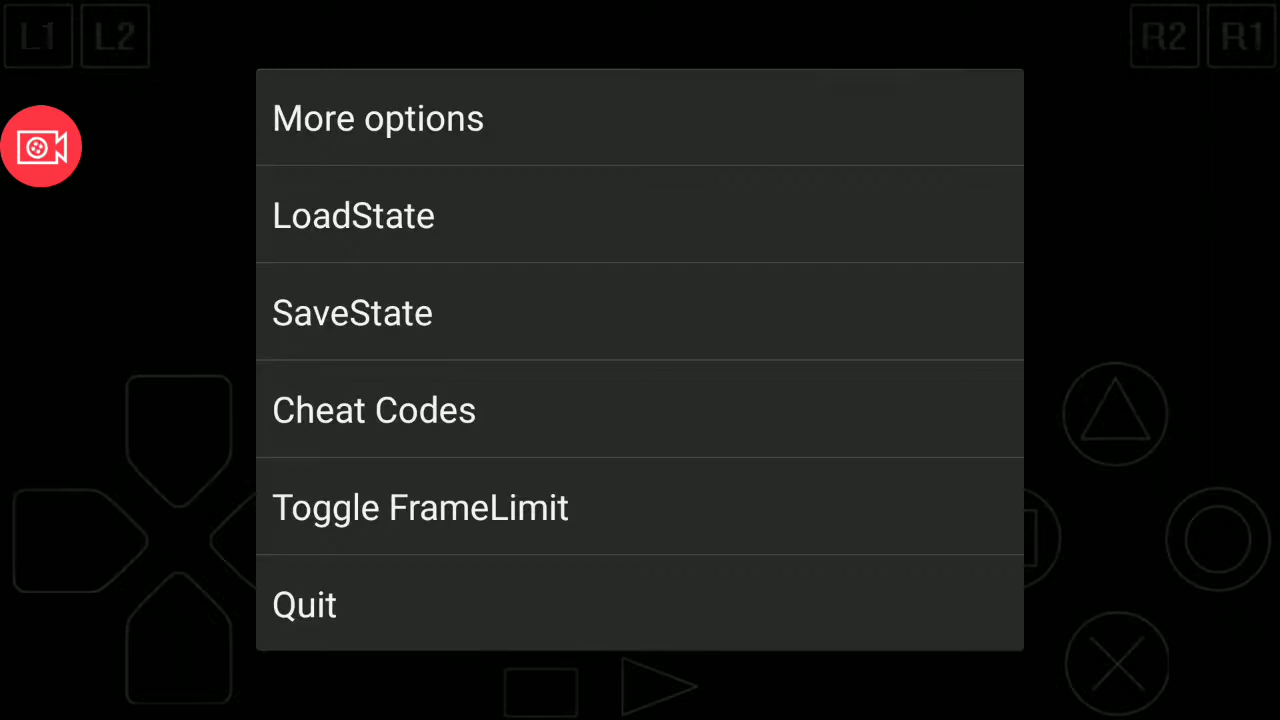 L1 L2 R2 R1
More options
LoadState
SaveState
Cheat Codes
Toggle FrameLimit
Quit